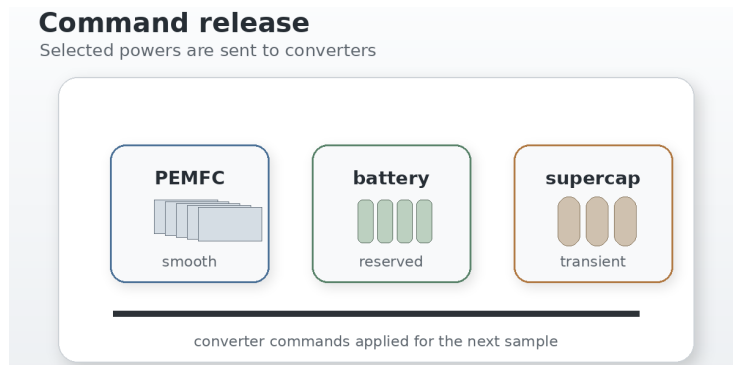 Command release
Selected powers are sent to converters
PEMFC
battery
supercap
smooth
reserved
transient
converter commands applied for the next sample